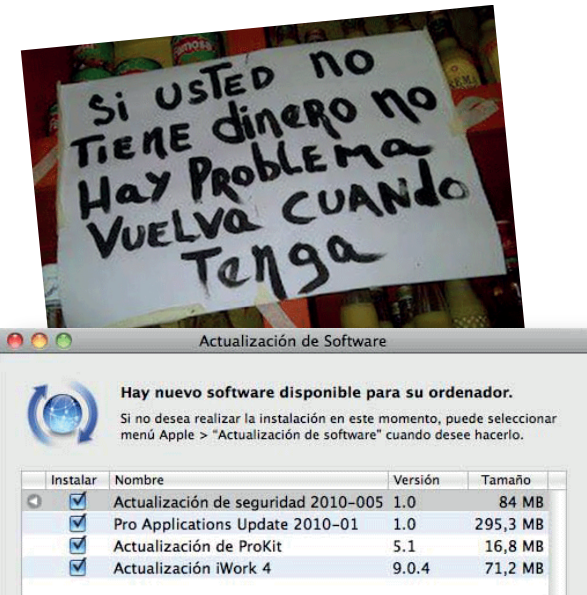 Famosa
Si USTED no
TiENE dinERO no
Hay PRoblEMa
VUELVa CUANdo
Tenga
Actualización de Software
Hay nuevo software disponible para su ordenador.
Si no desea realizar la instalación en este momento, puede seleccionar
menú Apple > “Actualización de software” cuando desee hacerlo.
Instalar Nombre Versión Tamaño
Actualización de seguridad 2010-005 1.0 84 MB
Pro Applications Update 2010-01 1.0 295,3 MB
Actualización de ProKit 5.1 16,8 MB
Actualización iWork 4 9.0.4 71,2 MB